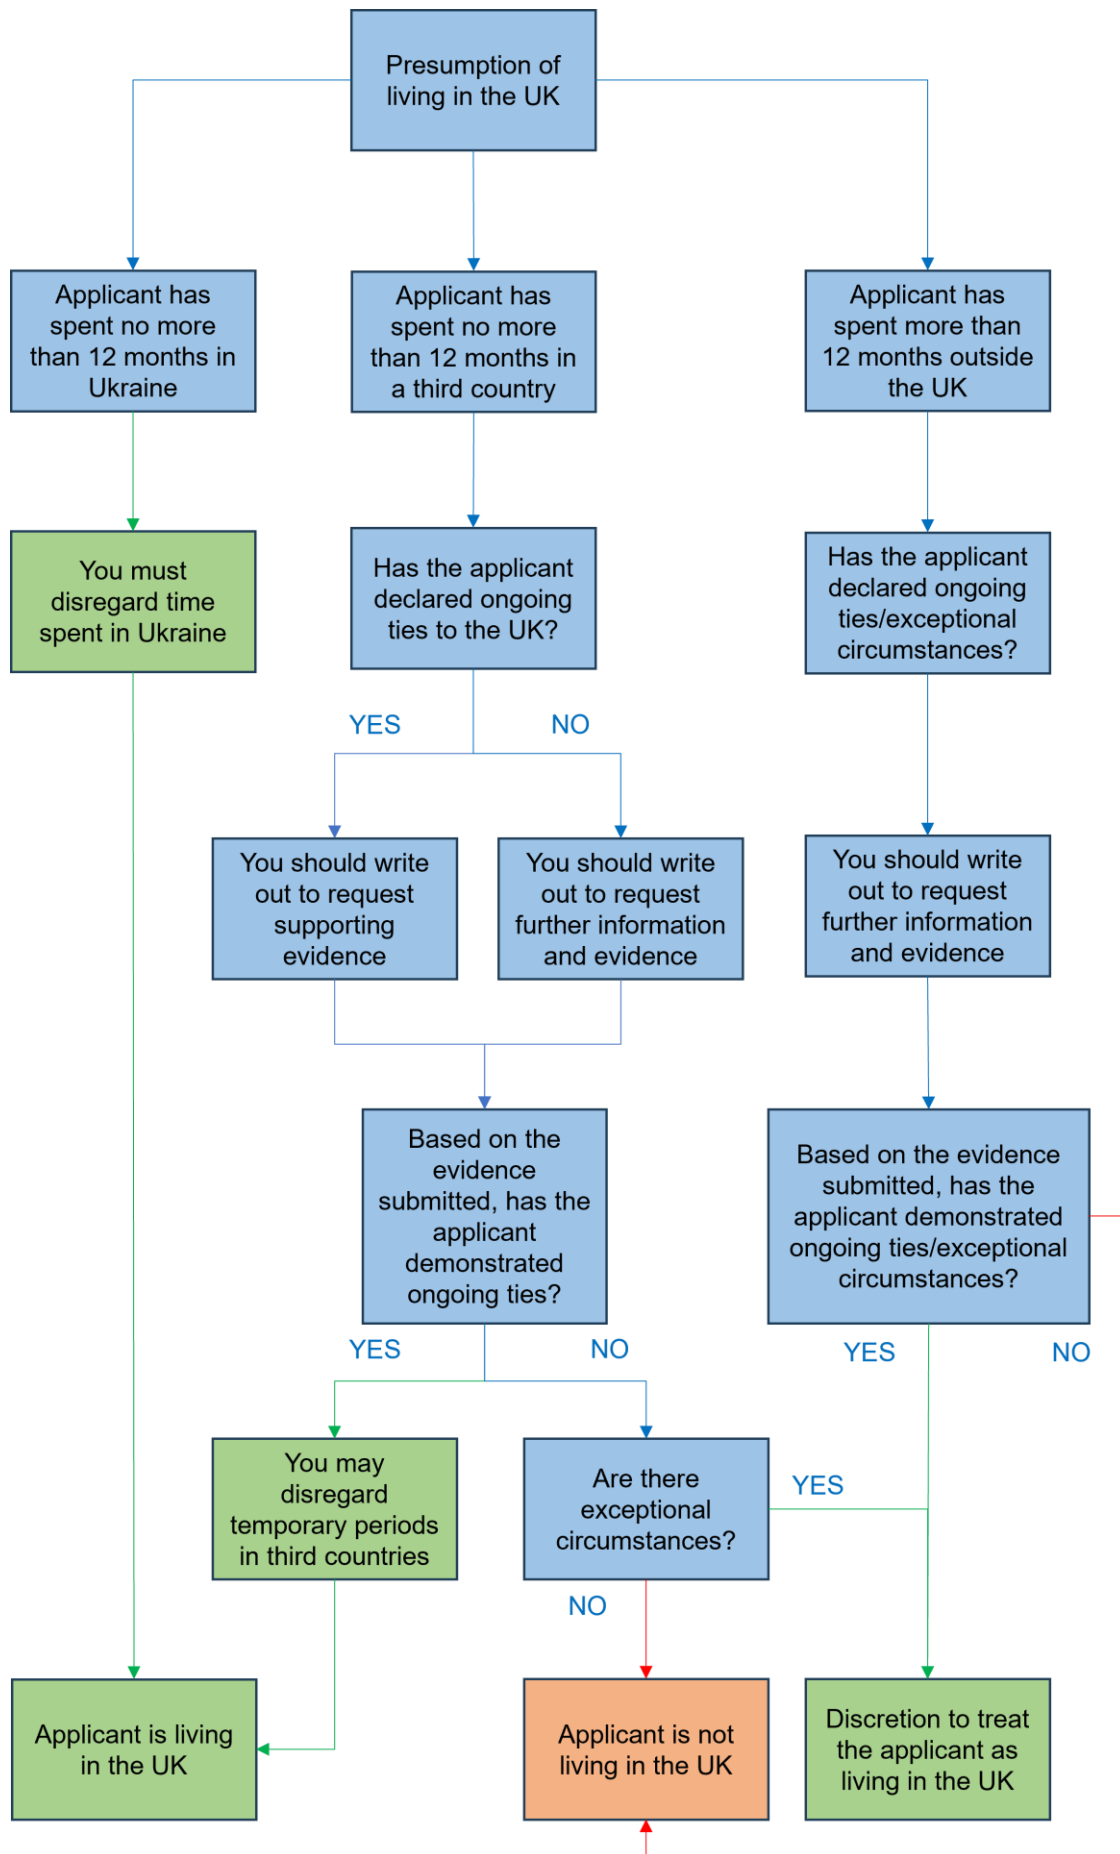 Presumption of
living in the UK
Applicant has
spent no more
than 12 months in
Ukraine
Applicant has
spent no more
than 12 months in
a third country
Applicant has
spent more than
12 months outside
the UK
You must
disregard time
spent in Ukraine
Has the applicant
declared ongoing
ties to the UK?
Has the applicant
declared ongoing
ties/exceptional
circumstances?
YES
NO
You should write
out to request
supporting
evidence
You should write
out to request
further information
and evidence
You should write
out to request
further information
and evidence
Based on the
evidence
submitted, has the
applicant
demonstrated
ongoing ties?
Based on the evidence
submitted, has the
applicant demonstrated
ongoing ties/exceptional
circumstances?
YES
NO
YES
NO
You may
disregard
temporary periods
in third countries
Are there
exceptional
circumstances?
YES
NO
Applicant is living
in the UK
Applicant is not
living in the UK
Discretion to treat
the applicant as
living in the UK